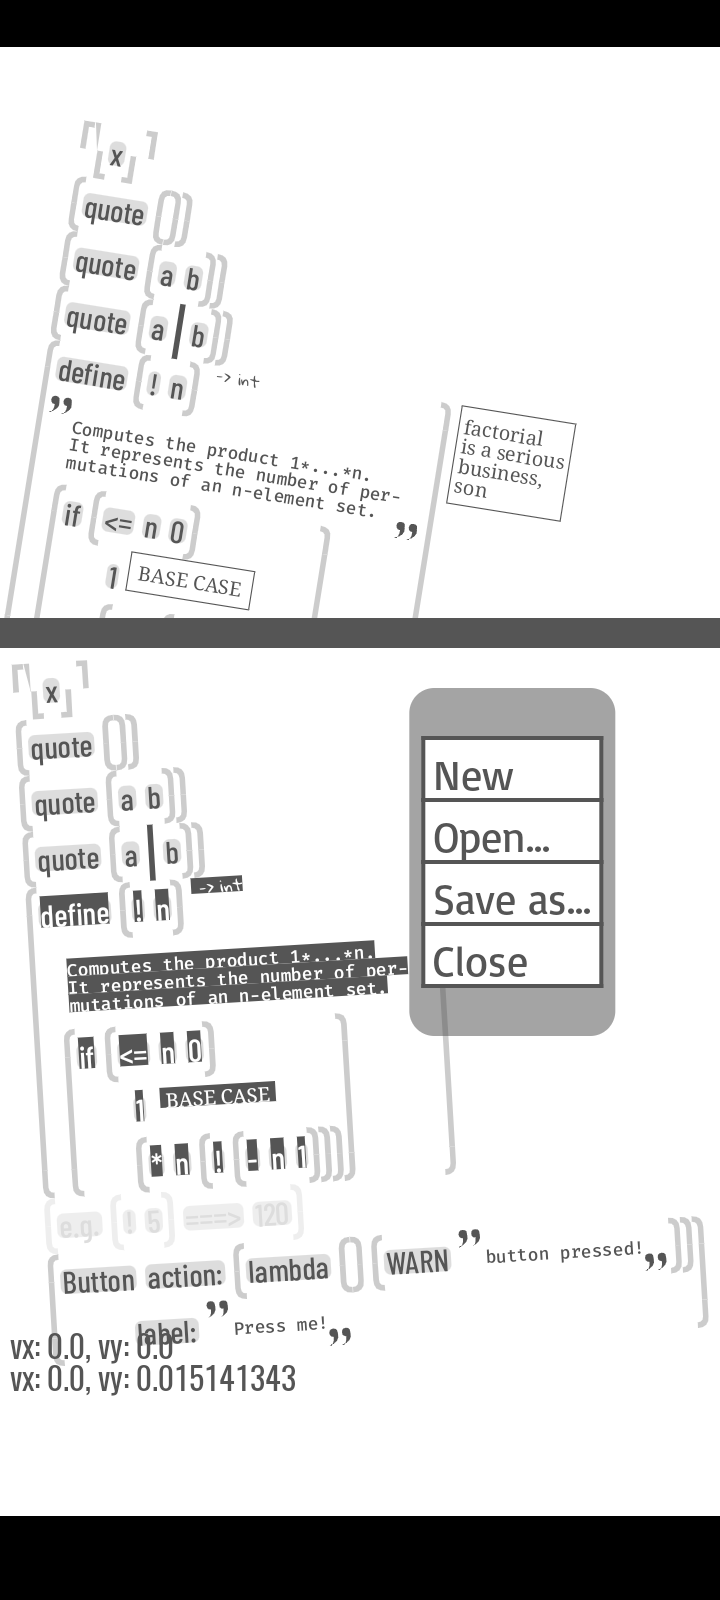 x
quote ()
quote (a b)
quote (a | b)
define (! n) -> int
” Computes the product 1*...*n.
It represents the number of per-
mutations of an n-element set. ”
factorial
is a serious
business,
son
if (<= n 0)
1 BASE CASE
x
quote ()
quote (a b)
quote (a | b)
define (! n) -> int
Computes the product 1*...*n.
It represents the number of per-
mutations of an n-element set.
if (<= n 0)
1 BASE CASE
(* n (! (- n 1))))
(e.g. (! 5) ===> 120)
(Button action: (lambda () (WARN ”button pressed!”))
label: ”Press me!”
New
Open...
Save as...
Close
vx: 0.0, vy: 0.0
vx: 0.0, vy: 0.015141343